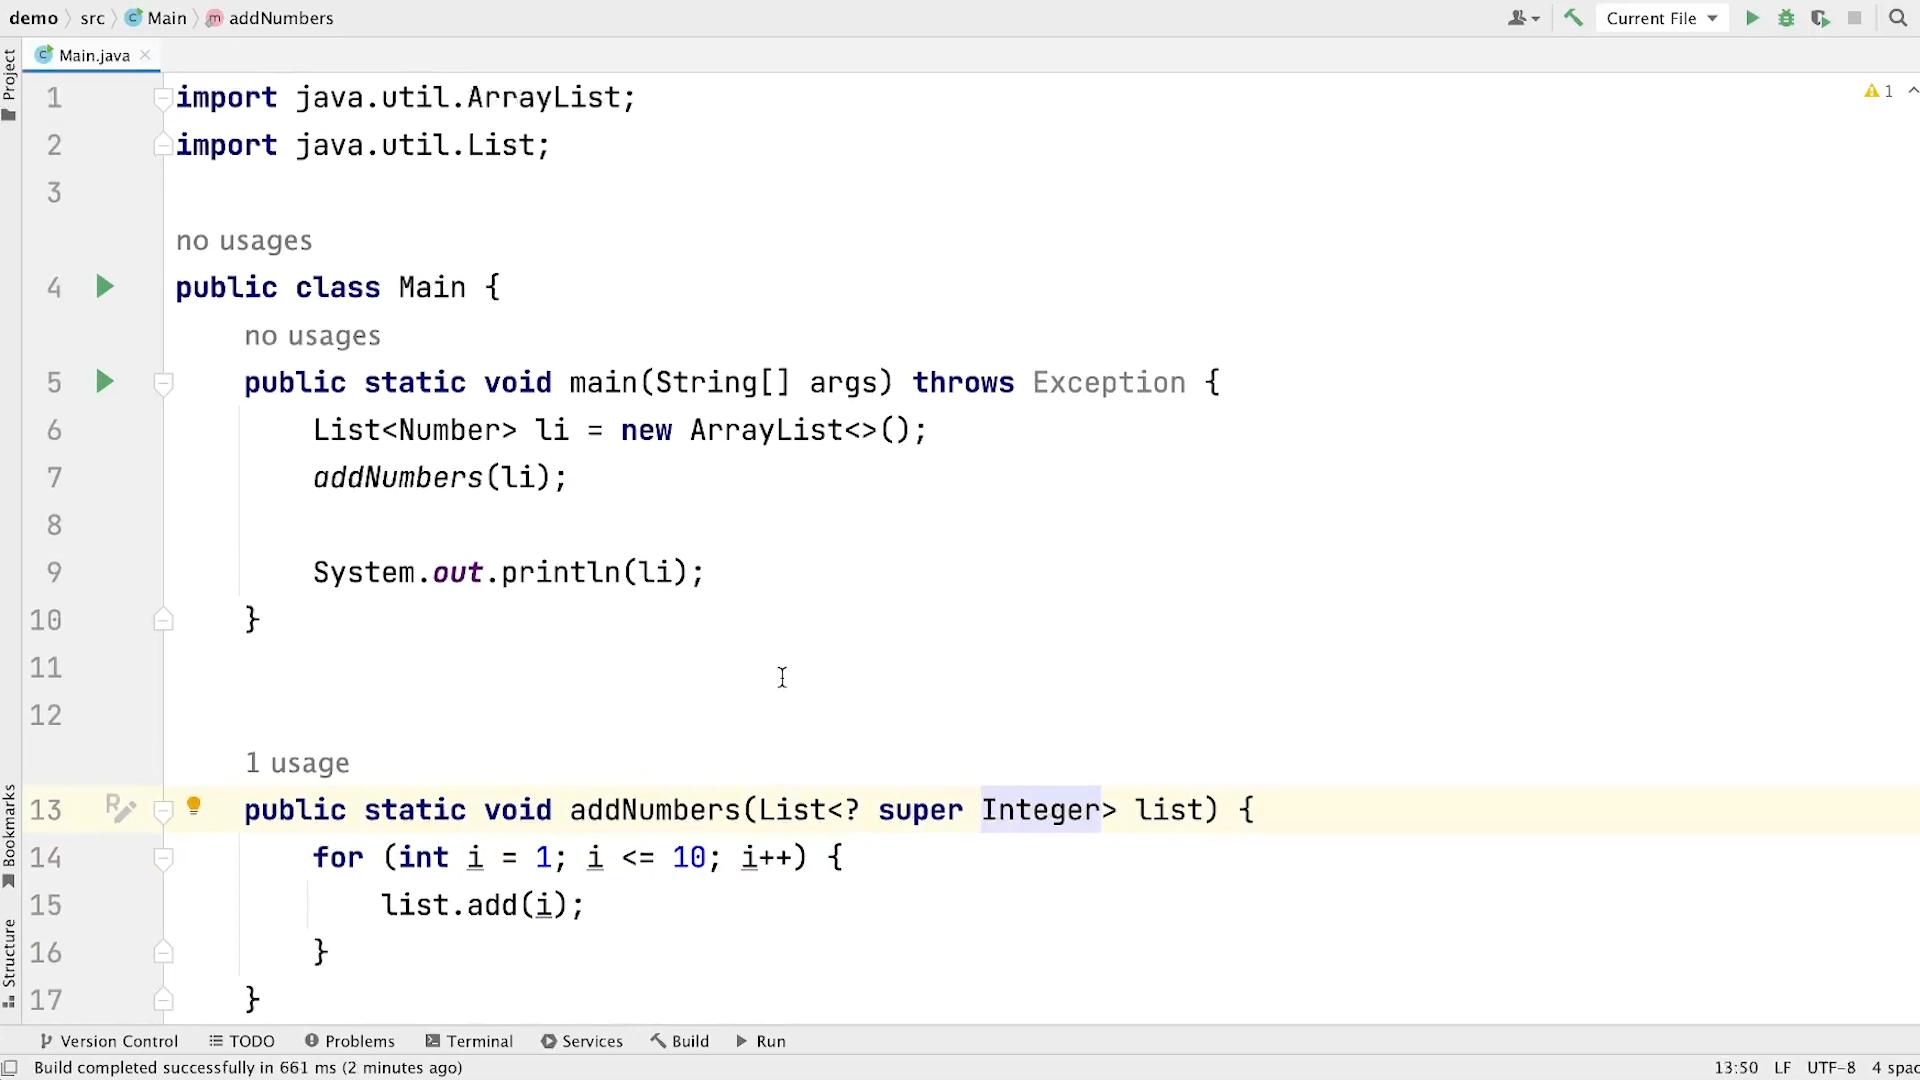 demo src Main addNumbers Current File
Main.java
Project
1 import java.util.ArrayList;
1
2 import java.util.List;
3
no usages
4 public class Main {
no usages
5 public static void main(String[] args) throws Exception {
6 List<Number> li = new ArrayList<>();
7 addNumbers(li);
8
9 System.out.println(li);
10 }
11
12
1 usage
13 public static void addNumbers(List<? super Integer> list) {
14 for (int i = 1; i <= 10; i++) {
15 list.add(i);
16 }
17 }
Bookmarks
Structure
Version Control TODO Problems Terminal Services Build Run
Build completed successfully in 661 ms (2 minutes ago) 13:50 LF UTF-8 4 spac